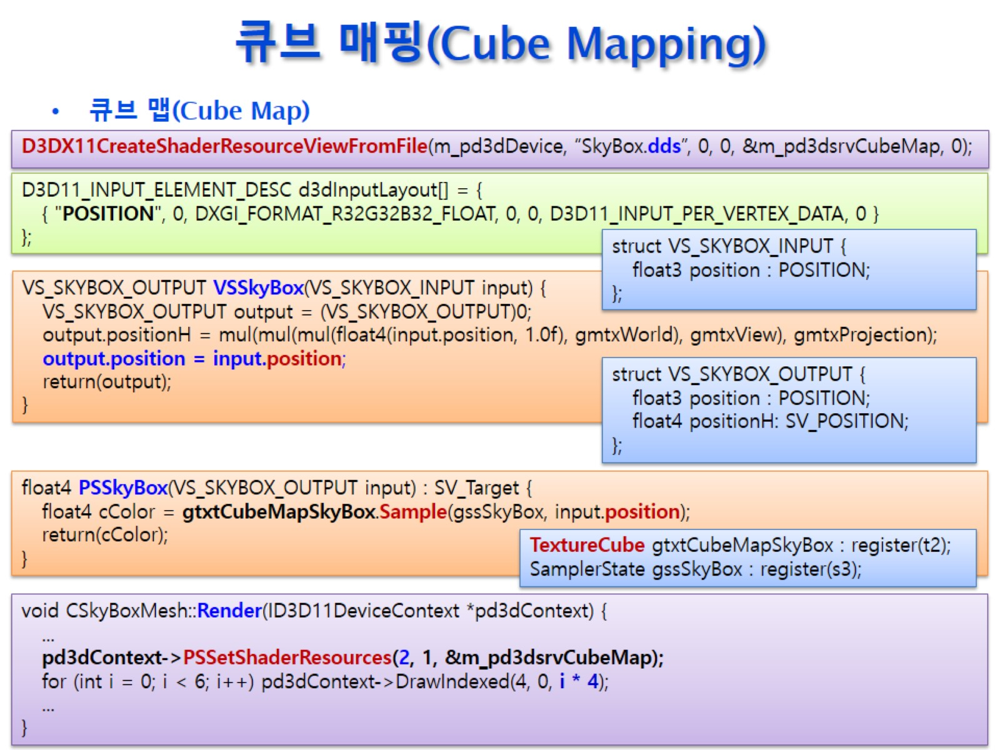 큐브 매핑(Cube Mapping)
• 큐브 맵(Cube Map)
D3DX11CreateShaderResourceViewFromFile(m_pd3dDevice, “SkyBox.dds”, 0, 0, &m_pd3dsrvCubeMap, 0);
D3D11_INPUT_ELEMENT_DESC d3dInputLayout[] = {
{ "POSITION", 0, DXGI_FORMAT_R32G32B32_FLOAT, 0, 0, D3D11_INPUT_PER_VERTEX_DATA, 0 }
};
struct VS_SKYBOX_INPUT {
float3 position : POSITION;
};
VS_SKYBOX_OUTPUT VSSkyBox(VS_SKYBOX_INPUT input) {
VS_SKYBOX_OUTPUT output = (VS_SKYBOX_OUTPUT)0;
output.positionH = mul(mul(mul(float4(input.position, 1.0f), gmtxWorld), gmtxView), gmtxProjection);
output.position = input.position;
return(output);
}
struct VS_SKYBOX_OUTPUT {
float3 position : POSITION;
float4 positionH: SV_POSITION;
};
float4 PSSkyBox(VS_SKYBOX_OUTPUT input) : SV_Target {
float4 cColor = gtxtCubeMapSkyBox.Sample(gssSkyBox, input.position);
return(cColor);
}
TextureCube gtxtCubeMapSkyBox : register(t2);
SamplerState gssSkyBox : register(s3);
void CSkyBoxMesh::Render(ID3D11DeviceContext *pd3dContext) {
...
pd3dContext->PSSetShaderResources(2, 1, &m_pd3dsrvCubeMap);
for (int i = 0; i < 6; i++) pd3dContext->DrawIndexed(4, 0, i * 4);
...
}